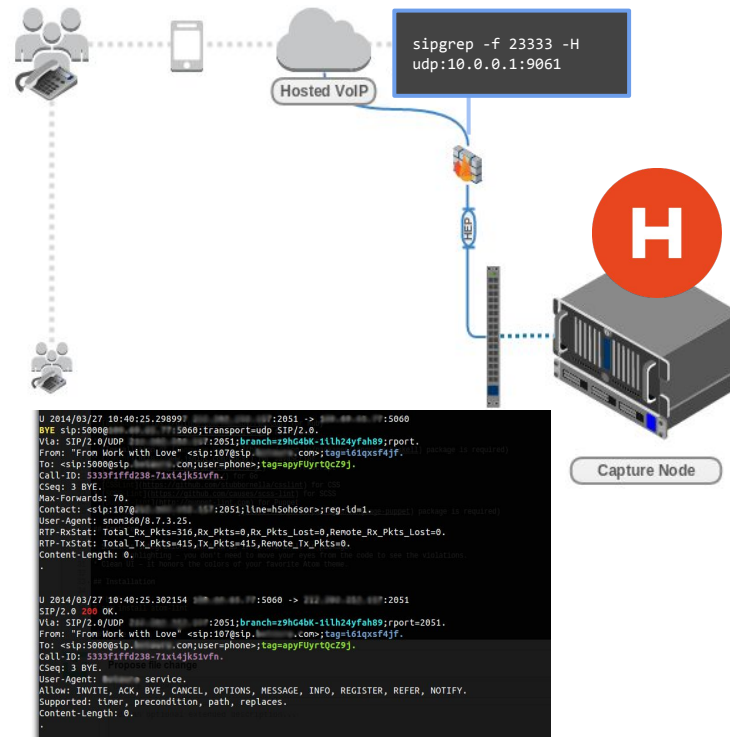 sipgrep -f 23333 -H
udp:10.0.0.1:9061
Hosted VoIP
HEP
H
Capture Node
U 2014/03/27 10:40:25.298997 :2051 -> :5060
BYE sip:5000@ 77:5060;transport=udp SIP/2.0.
Via: SIP/2.0/UDP 7:2051;branch=z9hG4bK-1ilh24yfah89;rport.
From: "From Work with Love" <sip:107@sip. .com>;tag=i61qxsf4jf.
To: <sip:5000@sip. .com;user=phone>;tag=apyFUyrtQcZ9j.
Call-ID: 5333f1ffd238-71xi4jk51vfn.
CSeq: 3 BYE.
Max-Forwards: 70.
Contact: <sip:107@ :2051;line=h5oh6sor>;reg-id=1.
User-Agent: snom360/8.7.3.25.
RTP-RxStat: Total_Rx_Pkts=316,Rx_Pkts=0,Rx_Pkts_Lost=0,Remote_Rx_Pkts_Lost=0.
RTP-TxStat: Total_Tx_Pkts=415,Tx_Pkts=415,Remote_Tx_Pkts=0.
Content-Length: 0.
.
U 2014/03/27 10:40:25.302154 77:5060 -> :2051
SIP/2.0 200 OK.
Via: SIP/2.0/UDP :2051;branch=z9hG4bK-1ilh24yfah89;rport=2051.
From: "From Work with Love" <sip:107@sip. .com>;tag=i61qxsf4jf.
To: <sip:5000@sip. .com;user=phone>;tag=apyFUyrtQcZ9j.
Call-ID: 5333f1ffd238-71xi4jk51vfn.
CSeq: 3 BYE.
User-Agent: service.
Allow: INVITE, ACK, BYE, CANCEL, OPTIONS, MESSAGE, INFO, REGISTER, REFER, NOTIFY.
Supported: timer, precondition, path, replaces.
Content-Length: 0.
.